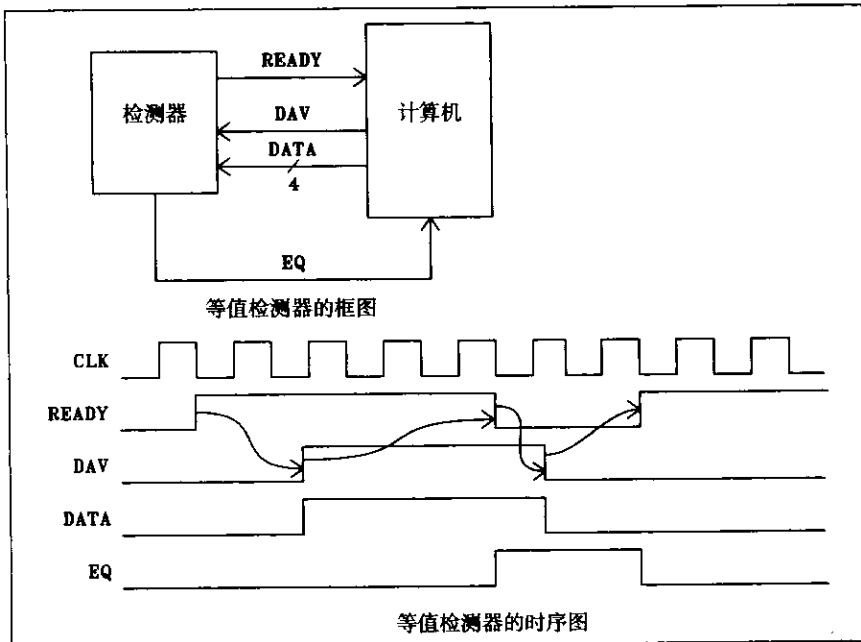 READY
检测器
DAV
计算机
DATA
4
EQ
等值检测器的框图
CLK
READY
DAV
DATA
EQ
等值检测器的时序图